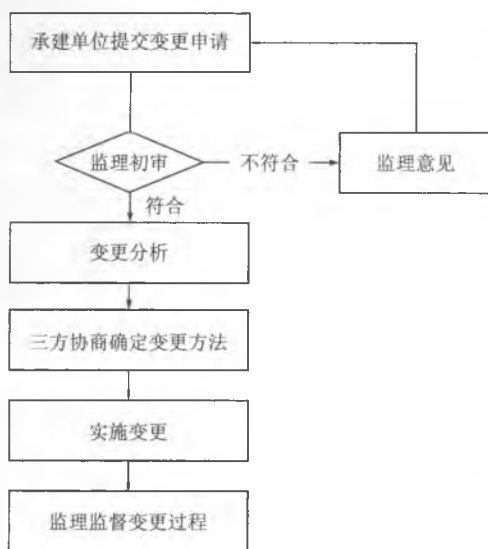 承建单位提交变更申请
监理初审
不符合
监理意见
符合
变更分析
三方协商确定变更方法
实施变更
监理监督变更过程